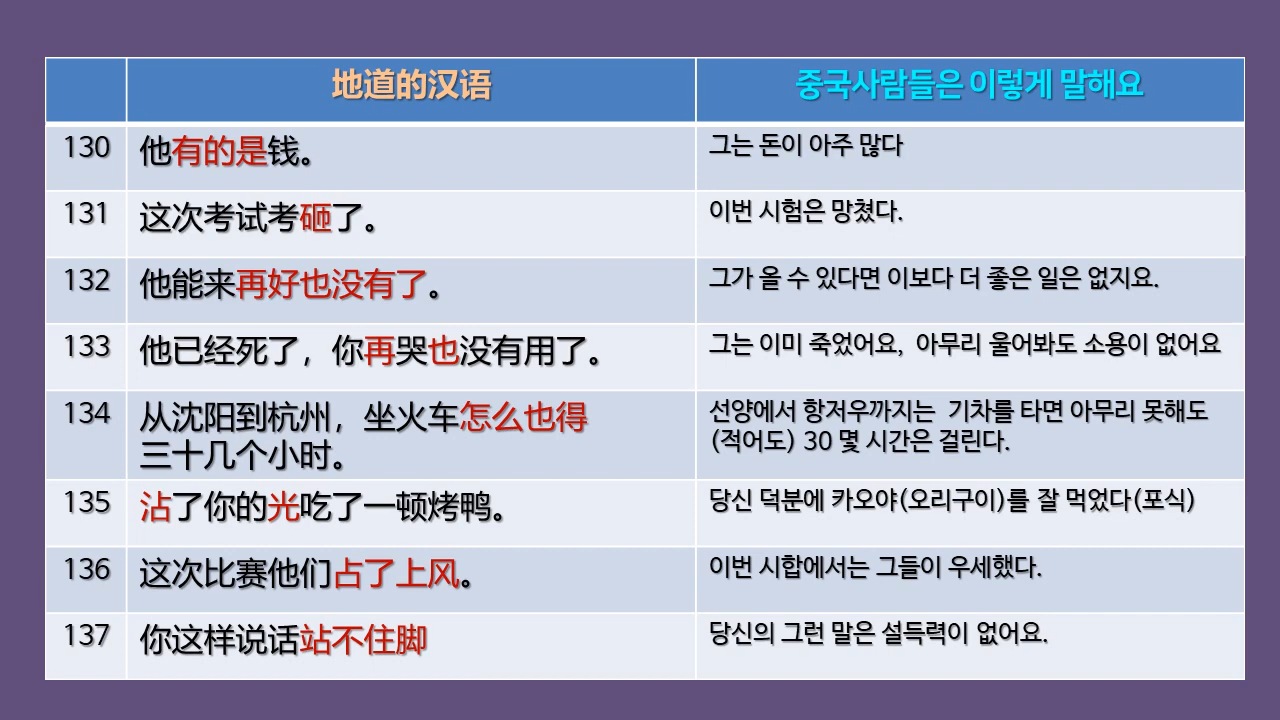 地道的汉语 중국사람들은 이렇게 말해요
130 他有的是钱。 그는 돈이 아주 많다
131 这次考试考砸了。 이번 시험은 망쳤다.
132 他能来再好也没有了。 그가 올 수 있다면 이보다 더 좋은 일은 없지요.
133 他已经死了，你再哭也没有用了。 그는 이미 죽었어요, 아무리 울어봐도 소용이 없어요
134 从沈阳到杭州，坐火车怎么也得 선양에서 항저우까지는 기차를 타면 아무리 못해도
三十几个小时。 (적어도) 30 몇 시간은 걸린다.
135 沾了你的光吃了一顿烤鸭。 당신 덕분에 카오야(오리구이)를 잘 먹었다(포식)
136 这次比赛他们占了上风。 이번 시합에서는 그들이 우세했다.
137 你这样说话站不住脚 당신의 그런 말은 설득력이 없어요.